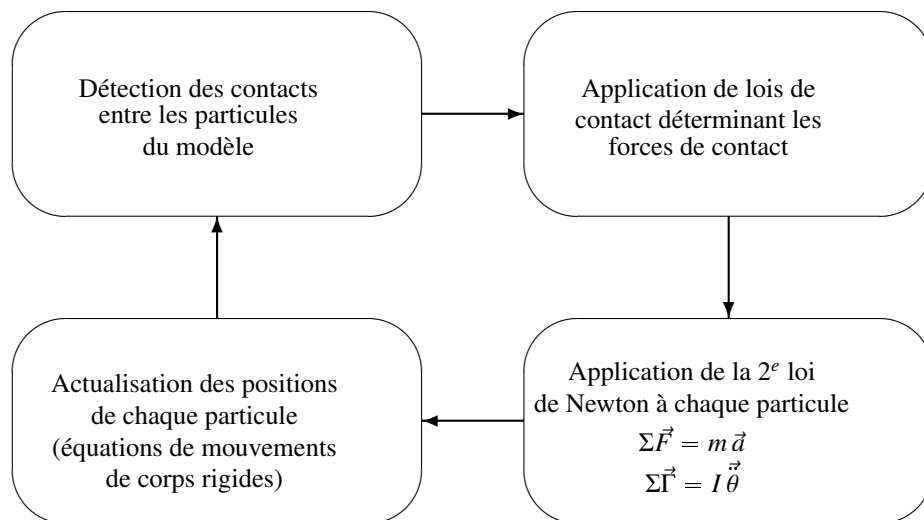 Détection des contacts
entre les particules
du modèle
Application de lois de
contact déterminant les
forces de contact
Application de la 2ᵉ loi
de Newton à chaque particule
ΣF⃗ = m a⃗
ΣΓ⃗ = I θ⃗̈
Actualisation des positions
de chaque particule
(équations de mouvements
de corps rigides)